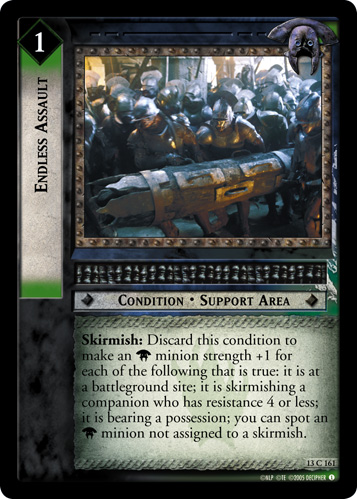 1
Endless Assault
Condition • Support Area
Skirmish: Discard this condition to
make an minion strength +1 for
each of the following that is true: it is at
a battleground site; it is skirmishing a
companion who has resistance 4 or less;
it is bearing a possession; you can spot an
minion not assigned to a skirmish.
13 C 161
©NLP ©TE ©2005 DECIPHER